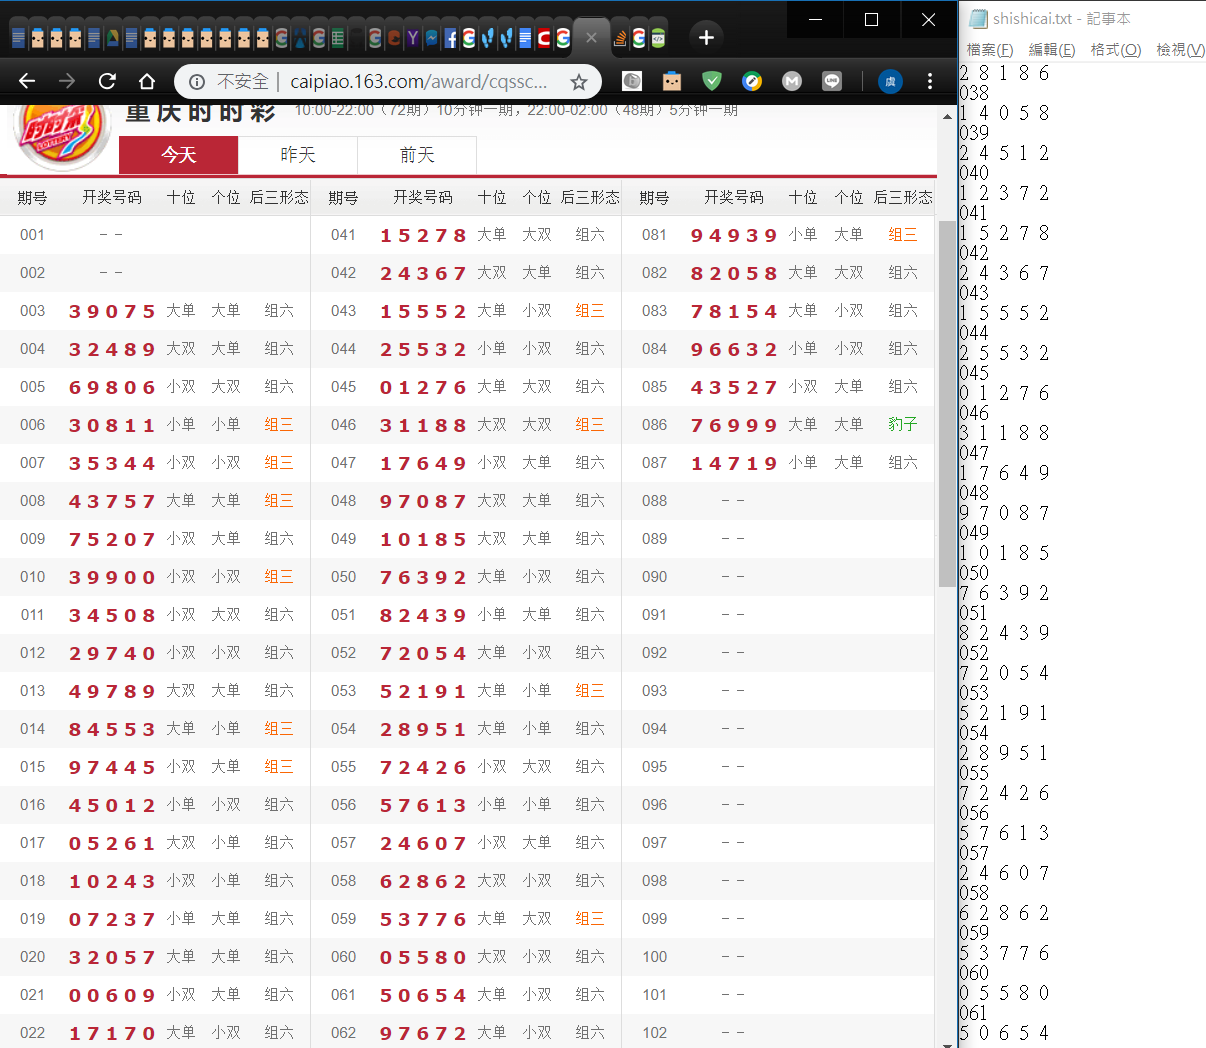 shishicai.txt - 記事本
不安全 | caipiao.163.com/award/cqssc...
檔案(F) 編輯(E) 格式(O) 檢視(V)
重庆时时彩 10:00-22:00（72期）10分钟一期，22:00-02:00（48期）5分钟一期
今天 昨天 前天
期号 开奖号码 十位 个位 后三形态 期号 开奖号码 十位 个位 后三形态 期号 开奖号码 十位 个位 后三形态
001 -- 041 15278 大单 大双 组六 081 94939 小单 大单 组三
002 -- 042 24367 大双 大单 组六 082 82058 大单 大双 组六
003 39075 大单 大单 组六 043 15552 大单 小双 组三 083 78154 大单 小双 组六
004 32489 大双 大单 组六 044 25532 小单 小双 组六 084 96632 小单 小双 组六
005 69806 小双 大双 组六 045 01276 大单 大双 组六 085 43527 小双 大单 组六
006 30811 小单 小单 组三 046 31188 大双 大双 组三 086 76999 大单 大单 豹子
007 35344 小双 小双 组三 047 17649 小双 大单 组六 087 14719 小单 大单 组六
008 43757 大单 大单 组三 048 97087 大双 大单 组六 088 --
009 75207 小双 大单 组六 049 10185 大双 大单 组六 089 --
010 39900 小双 小双 组三 050 76392 大单 小双 组六 090 --
011 34508 小双 大双 组六 051 82439 小单 大单 组六 091 --
012 29740 小双 小双 组六 052 72054 大单 小双 组六 092 --
013 49789 大双 大单 组六 053 52191 大单 小单 组三 093 --
014 84553 大单 小单 组三 054 28951 大单 小单 组六 094 --
015 97445 小双 大单 组三 055 72426 小双 大双 组六 095 --
016 45012 小单 小双 组六 056 57613 小单 小单 组六 096 --
017 05261 大双 小单 组六 057 24607 小双 大单 组六 097 --
018 10243 小双 小单 组六 058 62862 大双 小双 组六 098 --
019 07237 小单 大单 组六 059 53776 大单 大双 组三 099 --
020 32057 大单 大单 组六 060 05580 大双 小双 组六 100 --
021 00609 小双 大单 组六 061 50654 大单 小双 组六 101 --
022 17170 大单 小双 组六 062 97672 大单 小双 组六 102 --
2 8 1 8 6
038
1 4 0 5 8
039
2 4 5 1 2
040
1 2 3 7 2
041
1 5 2 7 8
042
2 4 3 6 7
043
1 5 5 5 2
044
2 5 5 3 2
045
0 1 2 7 6
046
3 1 1 8 8
047
1 7 6 4 9
048
9 7 0 8 7
049
1 0 1 8 5
050
7 6 3 9 2
051
8 2 4 3 9
052
7 2 0 5 4
053
5 2 1 9 1
054
2 8 9 5 1
055
7 2 4 2 6
056
5 7 6 1 3
057
2 4 6 0 7
058
6 2 8 6 2
059
5 3 7 7 6
060
0 5 5 8 0
061
5 0 6 5 4